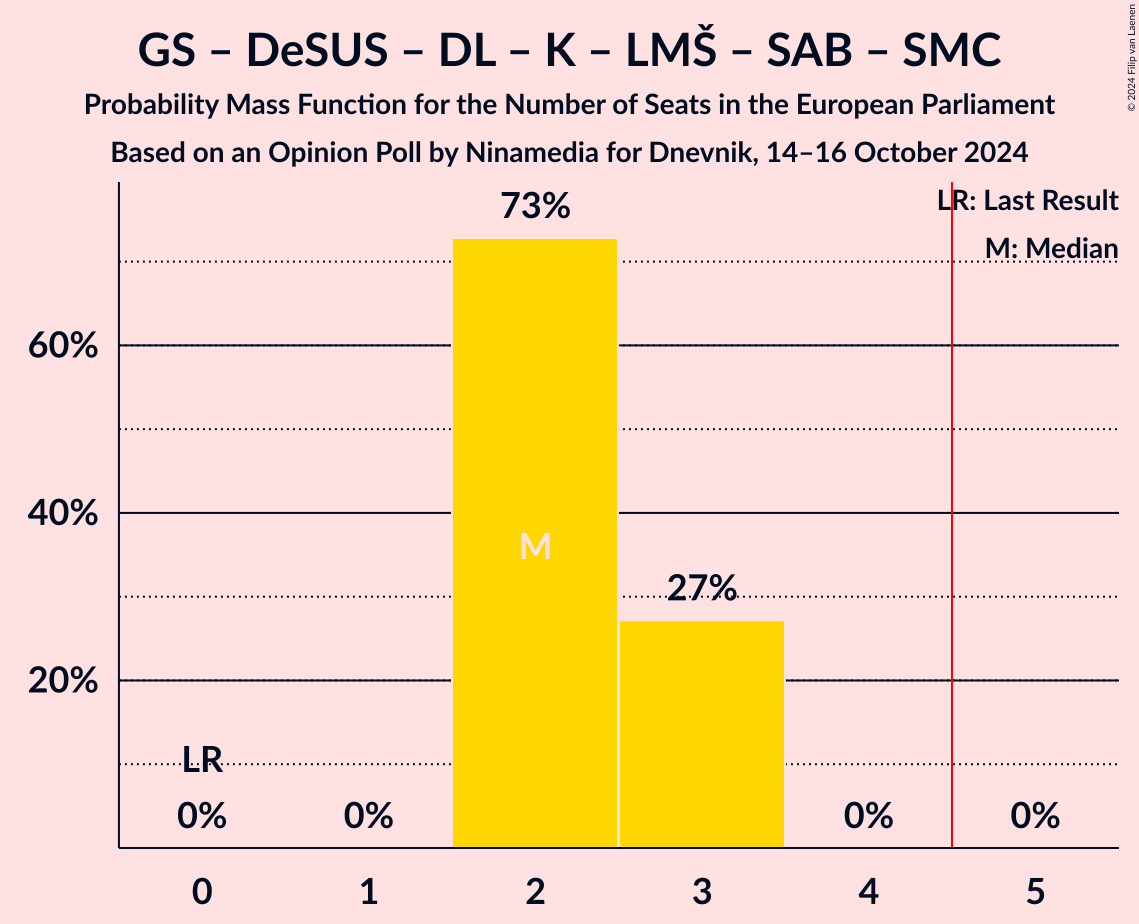 GS – DeSUS – DL – K – LMŠ – SAB – SMC
Probability Mass Function for the Number of Seats in the European Parliament
Based on an Opinion Poll by Ninamedia for Dnevnik, 14–16 October 2024
© 2024 Filip van Laenen
LR: Last Result
M: Median
73%
60%
40%
M
27%
20%
LR
0% 0% 0% 0%
0 1 2 3 4 5